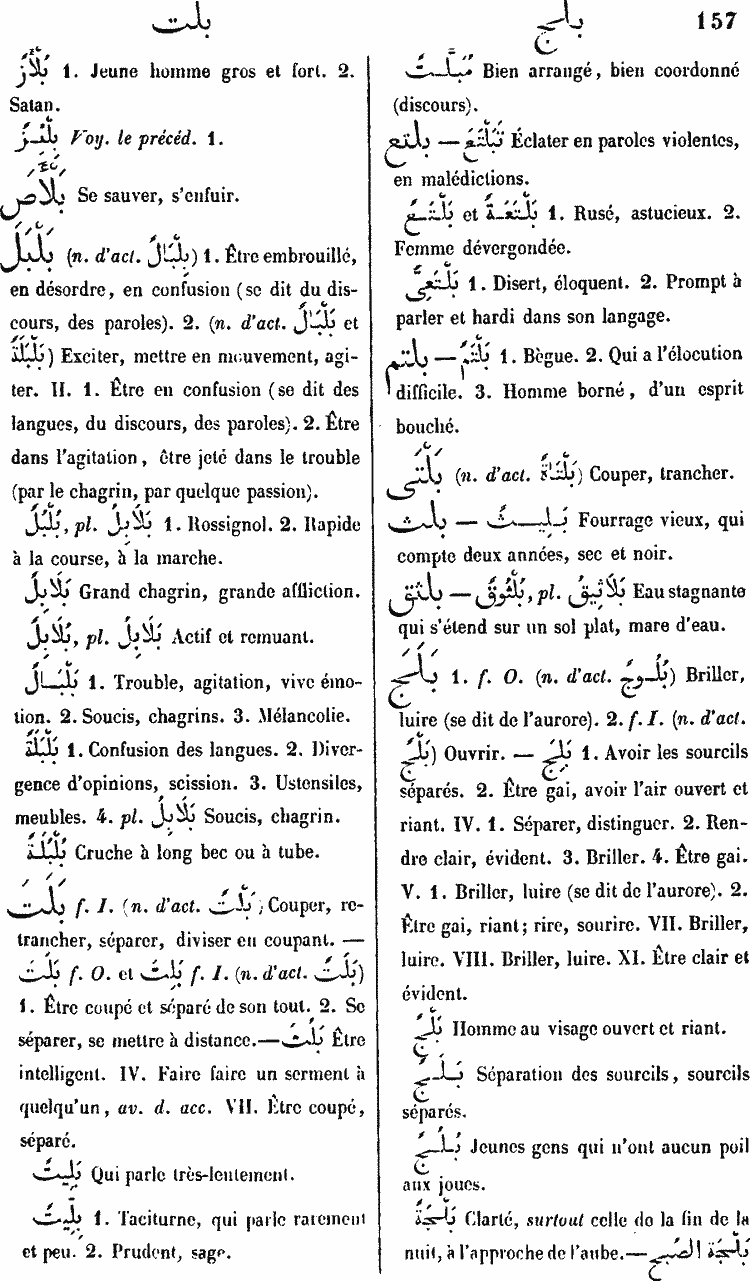 بلت
بلج
157
بَلْأَزٌ 1. Jeune homme gros et fort. 2.
Satan.
بِلْئِزٌ Voy. le précéd. 1.
بَلْأَصَ Se sauver, s'enfuir.
بَلْبَلَ (n. d'act. بِلْبَالٌ) 1. Être embrouillé,
en désordre, en confusion (se dit du dis-
cours, des paroles). 2. (n. d'act. بَلْبَالٌ et
بَلْبَلَةٌ) Exciter, mettre en mouvement, agi-
ter. II. 1. Être en confusion (se dit des
langues, du discours, des paroles). 2. Être
dans l'agitation, être jeté dans le trouble
(par le chagrin, par quelque passion).
بُلْبُلٌ, pl. بَلَابِلُ 1. Rossignol. 2. Rapide
à la course, à la marche.
بَلَابِلُ Grand chagrin, grande affliction.
بُلَابِلٌ, pl. بَلَابِلُ Actif et remuant.
بَلْبَالٌ 1. Trouble, agitation, vive émo-
tion. 2. Soucis, chagrins. 3. Mélancolie.
بَلْبَلَةٌ 1. Confusion des langues. 2. Diver-
gence d'opinions, scission. 3. Ustensiles,
meubles. 4. pl. بَلَابِلُ Soucis, chagrin.
بُلْبُلَةٌ Cruche à long bec ou à tube.
بَلَتَ f. I. (n. d'act. بَلْتٌ) Couper, re-
trancher, séparer, diviser en coupant. —
بَلَتَ f. O. et بَلِتَ f. I. (n. d'act. بَلْتٌ)
1. Être coupé et séparé de son tout. 2. Se
séparer, se mettre à distance. — بَلُتَ Être
intelligent. IV. Faire faire un serment à
quelqu'un, av. d. acc. VII. Être coupé,
séparé.
بَلِيتٌ Qui parle très-lentement.
بِلِّيتٌ 1. Taciturne, qui parle rarement
et peu. 2. Prudent, sage.
مُبَلَّتٌ Bien arrangé, bien coordonné
(discours).
بلتع — تَبَلْتَعَ Éclater en paroles violentes,
en malédictions.
بَلْتَعَةٌ et بَلْتَعٌ 1. Rusé, astucieux. 2.
Femme dévergondée.
بَلْتَعِىٌّ 1. Disert, éloquent. 2. Prompt à
parler et hardi dans son langage.
بلتم — بَلْتَمٌ 1. Bègue. 2. Qui a l'élocution
difficile. 3. Homme borné, d'un esprit
bouché.
بَلْتَى (n. d'act. بَلْتَاةٌ) Couper, trancher.
بلث — بَلِيثٌ Fourrage vieux, qui
compte deux années, sec et noir.
بلثق — بُلْثُوقٌ, pl. بَلَاثِيقُ Eau stagnante
qui s'étend sur un sol plat, mare d'eau.
بَلَجَ 1. f. O. (n. d'act. بُلُوجٌ) Briller,
luire (se dit de l'aurore). 2. f. I. (n. d'act.
بَلْجٌ) Ouvrir. — بَلِجَ 1. Avoir les sourcils
séparés. 2. Être gai, avoir l'air ouvert et
riant. IV. 1. Séparer, distinguer. 2. Ren-
dre clair, évident. 3. Briller. 4. Être gai.
V. 1. Briller, luire (se dit de l'aurore). 2.
Être gai, riant; rire, sourire. VII. Briller,
luire. VIII. Briller, luire. XI. Être clair et
évident.
بَلْجٌ Homme au visage ouvert et riant.
بَلَجٌ Séparation des sourcils, sourcils
séparés.
بُلُجٌ Jeunes gens qui n'ont aucun poil
aux joues.
بَلْجَةٌ Clarté, surtout celle de la fin de la
nuit, à l'approche de l'aube. — بَلْجَةُ الصُّبْحِ